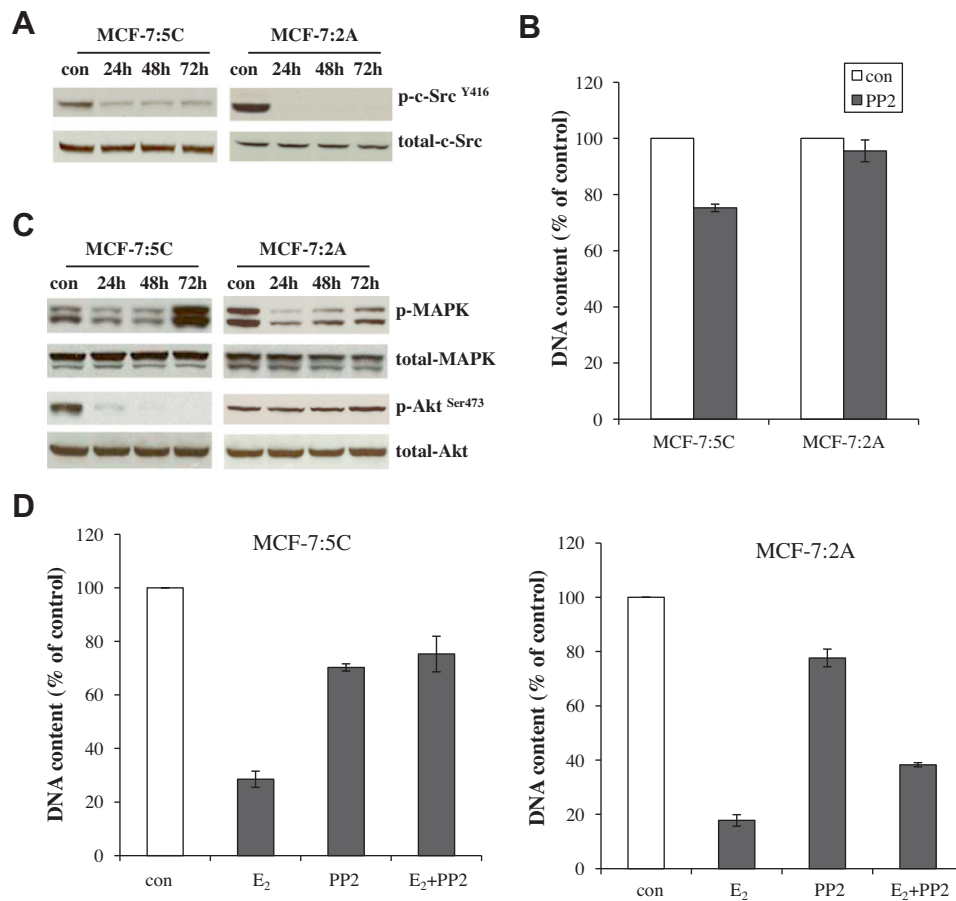 A
MCF-7:5C MCF-7:2A
con 24h 48h 72h con 24h 48h 72h
p-c-Src Y416
total-c-Src
B
con
PP2
DNA content (% of control)
120
100
80
60
40
20
0
MCF-7:5C MCF-7:2A
C
MCF-7:5C MCF-7:2A
con 24h 48h 72h con 24h 48h 72h
p-MAPK
total-MAPK
p-Akt Ser473
total-Akt
D
MCF-7:5C
DNA content (% of control)
120
100
80
60
40
20
0
con E2 PP2 E2+PP2
MCF-7:2A
DNA content (% of control)
120
100
80
60
40
20
0
con E2 PP2 E2+PP2